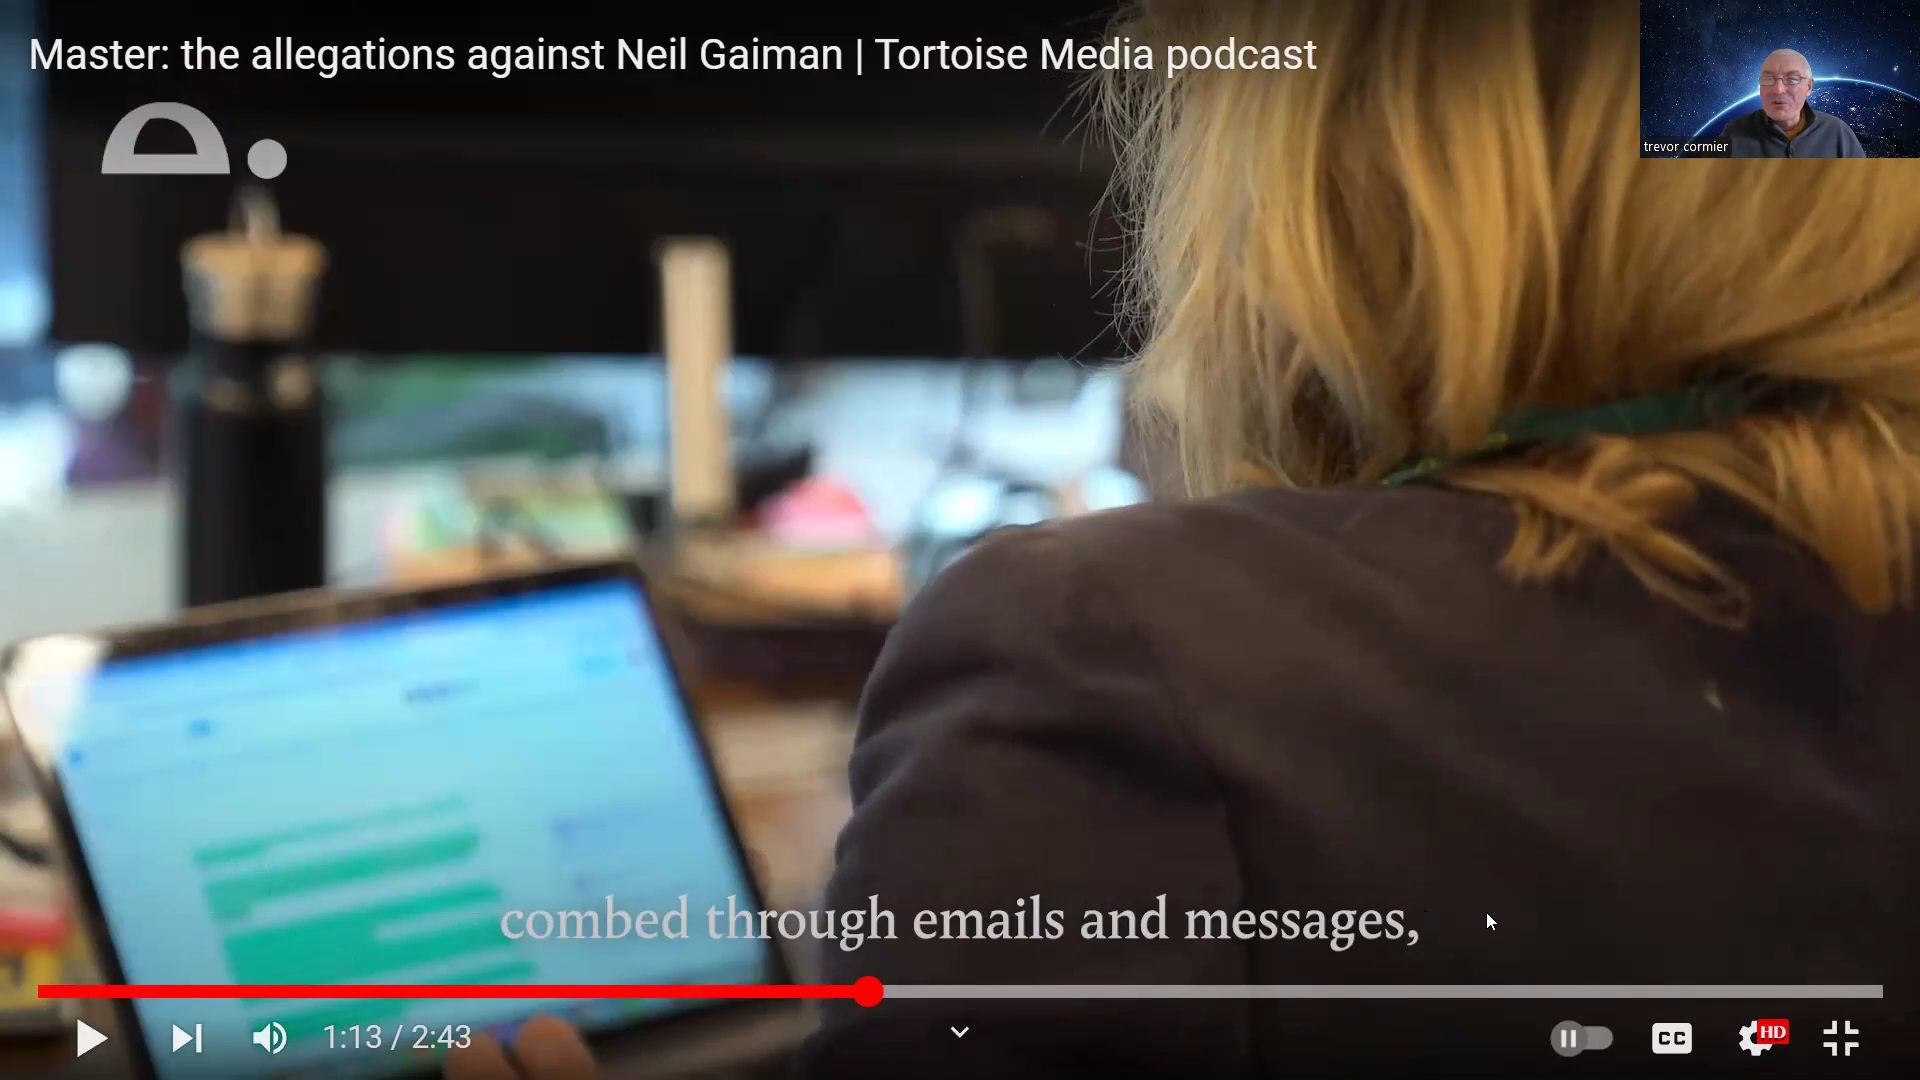 Master: the allegations against Neil Gaiman | Tortoise Media podcast
trevor cormier
combed through emails and messages,
1:13 / 2:43
CC
HD